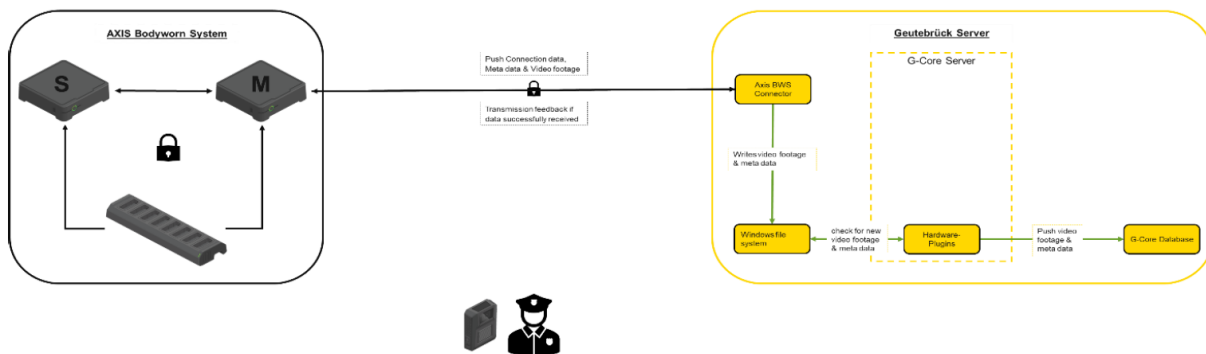 AXIS Bodyworn System
S
M
Push Connection data,
Meta data & Video footage
Transmission feedback if
data successfully received
Geutebrück Server
G-Core Server
Axis BWS
Connector
Writes video footage
& meta data
Windows file
system
check for new
video footage
& meta data
Hardware-
Plugins
Push video
footage &
meta data
G-Core Database